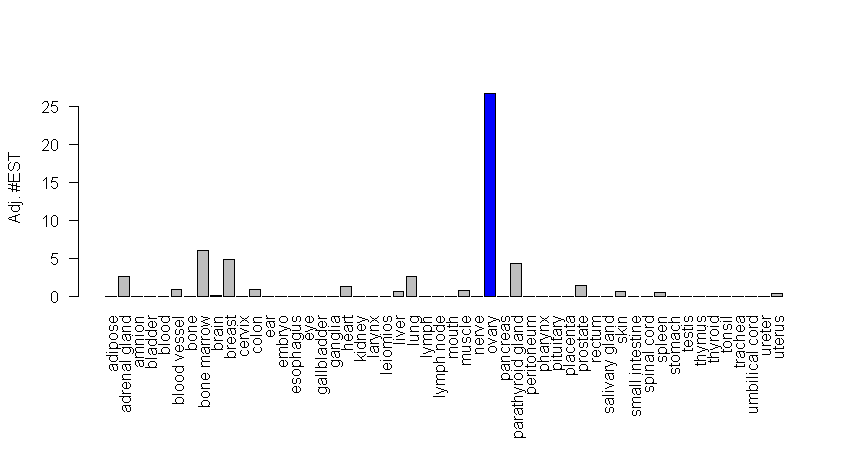 Adj. #EST
25
20
15
10
5
0
adipose
adrenal gland
amnion
bladder
blood
blood vessel
bone
bone marrow
brain
breast
cervix
colon
ear
embryo
esophagus
eye
gallbladder
ganglia
heart
kidney
larynx
leiomios
liver
lung
lymph
lymph node
mouth
muscle
nerve
ovary
pancreas
parathyroid gland
peritoneum
pharynx
pituitary
placenta
prostate
rectum
salivary gland
skin
small intestine
spinal cord
spleen
stomach
testis
thymus
thyroid
tonsil
trachea
umbilical cord
ureter
uterus